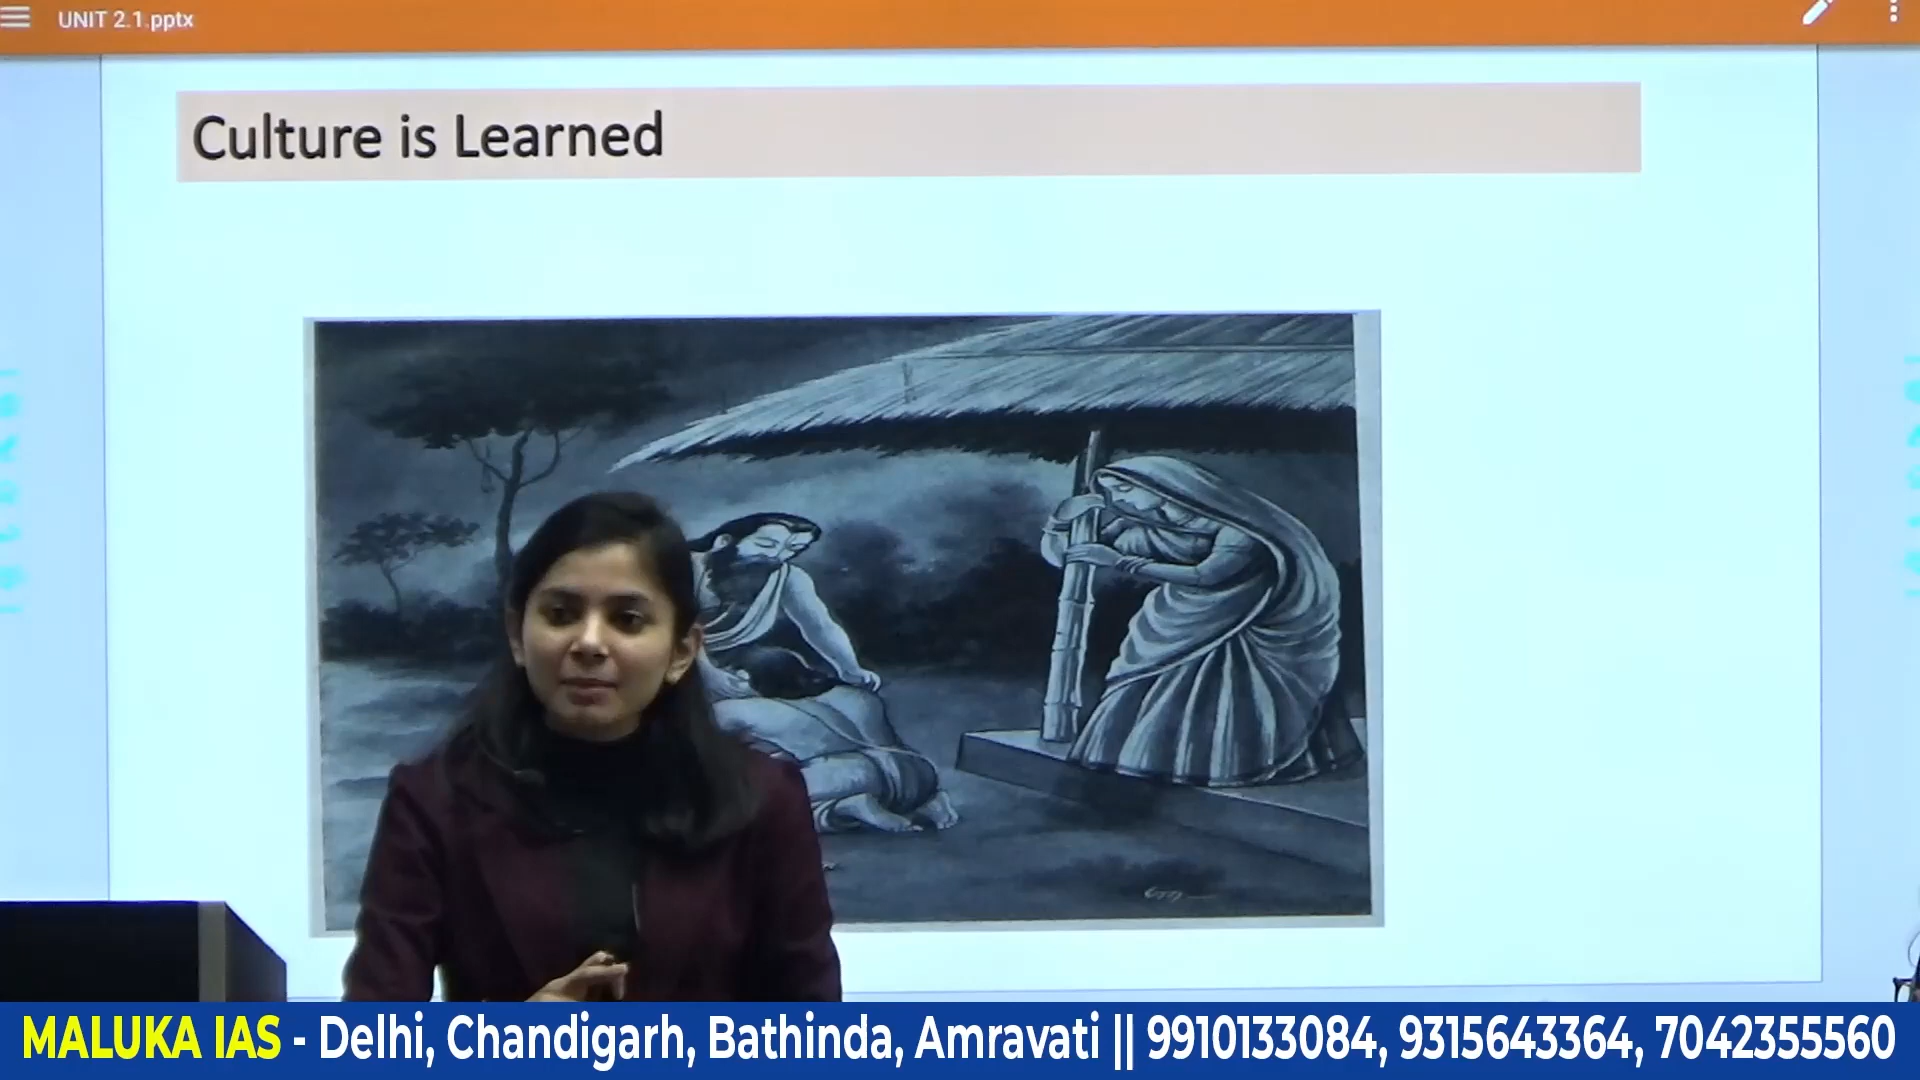 UNIT 2.1.pptx
Culture is Learned
MALUKA IAS - Delhi, Chandigarh, Bathinda, Amravati || 9910133084, 9315643364, 7042355560